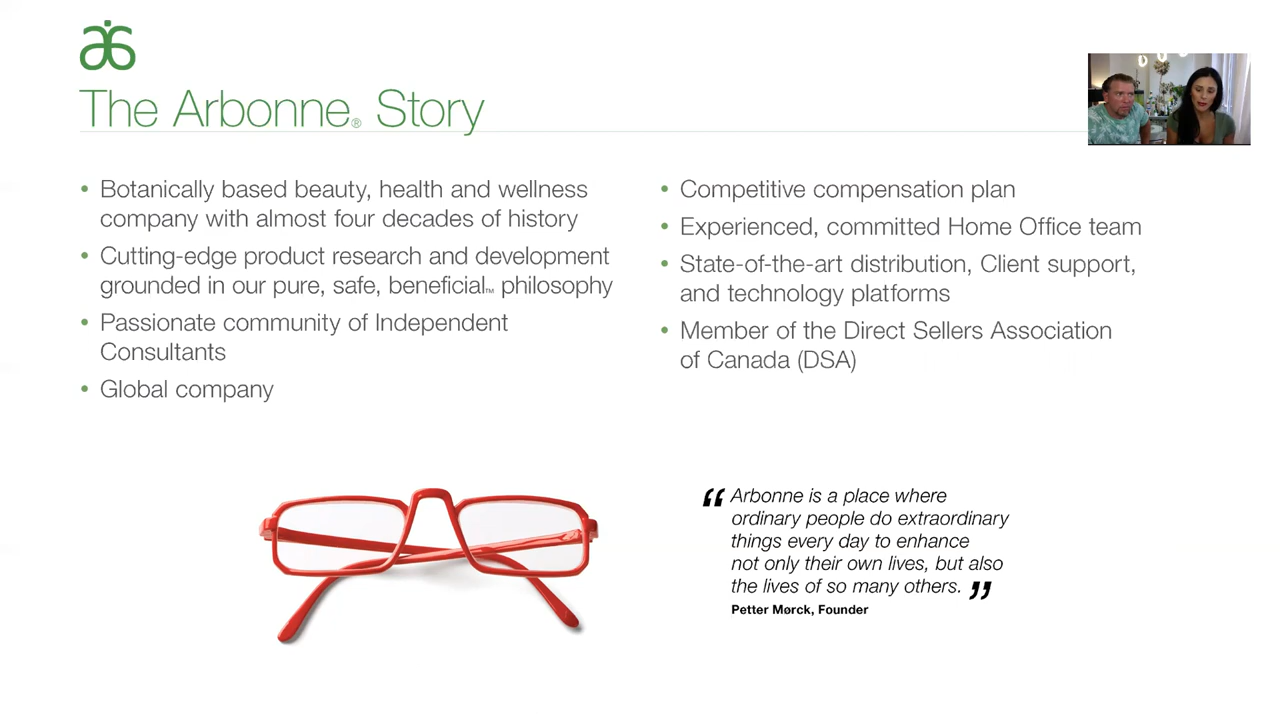 The Arbonne® Story
• Botanically based beauty, health and wellness
company with almost four decades of history
• Cutting-edge product research and development
grounded in our pure, safe, beneficial™ philosophy
• Passionate community of Independent
Consultants
• Global company
• Competitive compensation plan
• Experienced, committed Home Office team
• State-of-the-art distribution, Client support,
and technology platforms
• Member of the Direct Sellers Association
of Canada (DSA)
“ Arbonne is a place where
ordinary people do extraordinary
things every day to enhance
not only their own lives, but also
the lives of so many others. ”
Petter Mørck, Founder